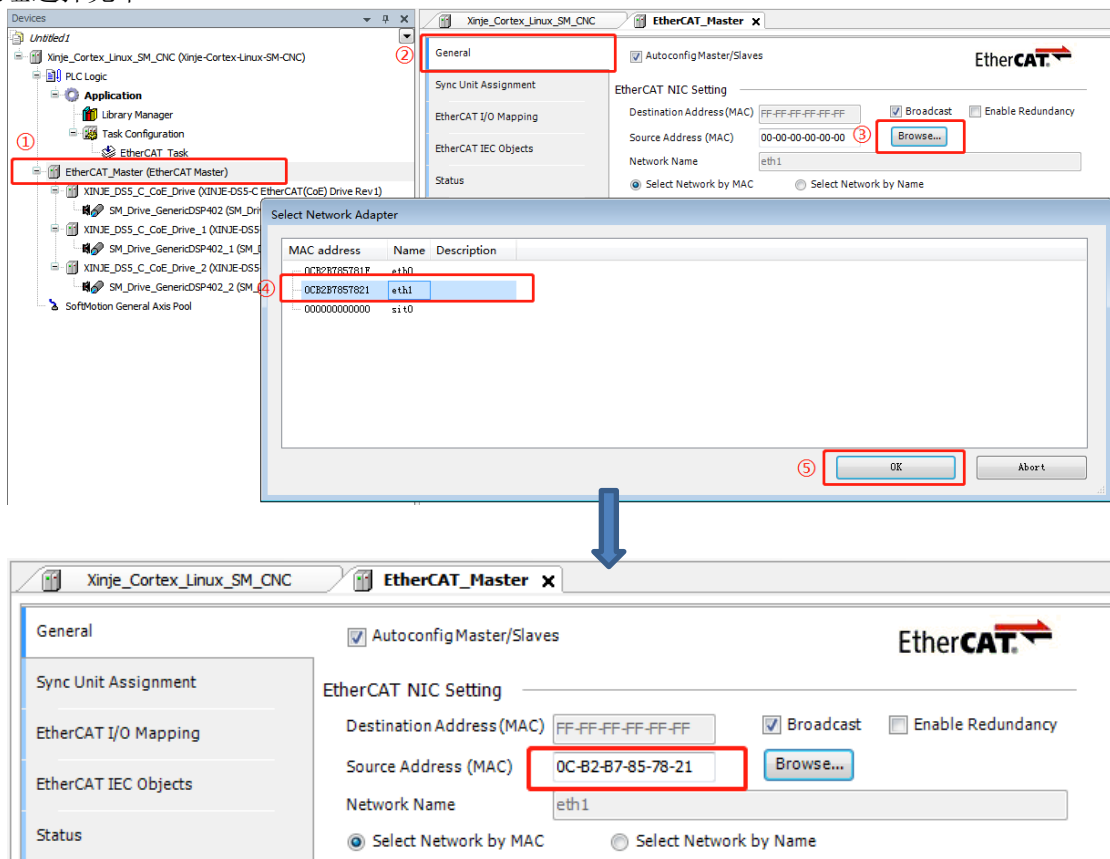 Devices
Untitled1
Xinje_Cortex_Linux_SM_CNC (Xinje-Cortex-Linux-SM-CNC)
PLC Logic
Application
Library Manager
Task Configuration
EtherCAT_Task
①
EtherCAT_Master (EtherCAT Master)
XINJE_DS5_C_CoE_Drive (XINJE-DS5-C EtherCAT(CoE) Drive Rev1)
SM_Drive_GenericDSP402 (SM_Dri
XINJE_DS5_C_CoE_Drive_1 (XINJE-DS5
SM_Drive_GenericDSP402_1 (SM_
XINJE_DS5_C_CoE_Drive_2 (XINJE-DS5
SM_Drive_GenericDSP402_2 (SM_
SoftMotion General Axis Pool
Xinje_Cortex_Linux_SM_CNC
EtherCAT_Master
②
General
Sync Unit Assignment
EtherCAT I/O Mapping
EtherCAT IEC Objects
Status
Autoconfig Master/Slaves
EtherCAT.
EtherCAT NIC Setting
Destination Address (MAC) FF-FF-FF-FF-FF-FF Broadcast Enable Redundancy
Source Address (MAC) 00-00-00-00-00-00 ③ Browse...
Network Name eth1
Select Network by MAC Select Network by Name
Select Network Adapter
MAC address Name Description
0CB2B785781F eth0
④ 0CB2B7857821 eth1
000000000000 sit0
⑤ OK Abort
Xinje_Cortex_Linux_SM_CNC EtherCAT_Master
General
Sync Unit Assignment
EtherCAT I/O Mapping
EtherCAT IEC Objects
Status
Autoconfig Master/Slaves
EtherCAT.
EtherCAT NIC Setting
Destination Address (MAC) FF-FF-FF-FF-FF-FF Broadcast Enable Redundancy
Source Address (MAC) 0C-B2-B7-85-78-21 Browse...
Network Name eth1
Select Network by MAC Select Network by Name